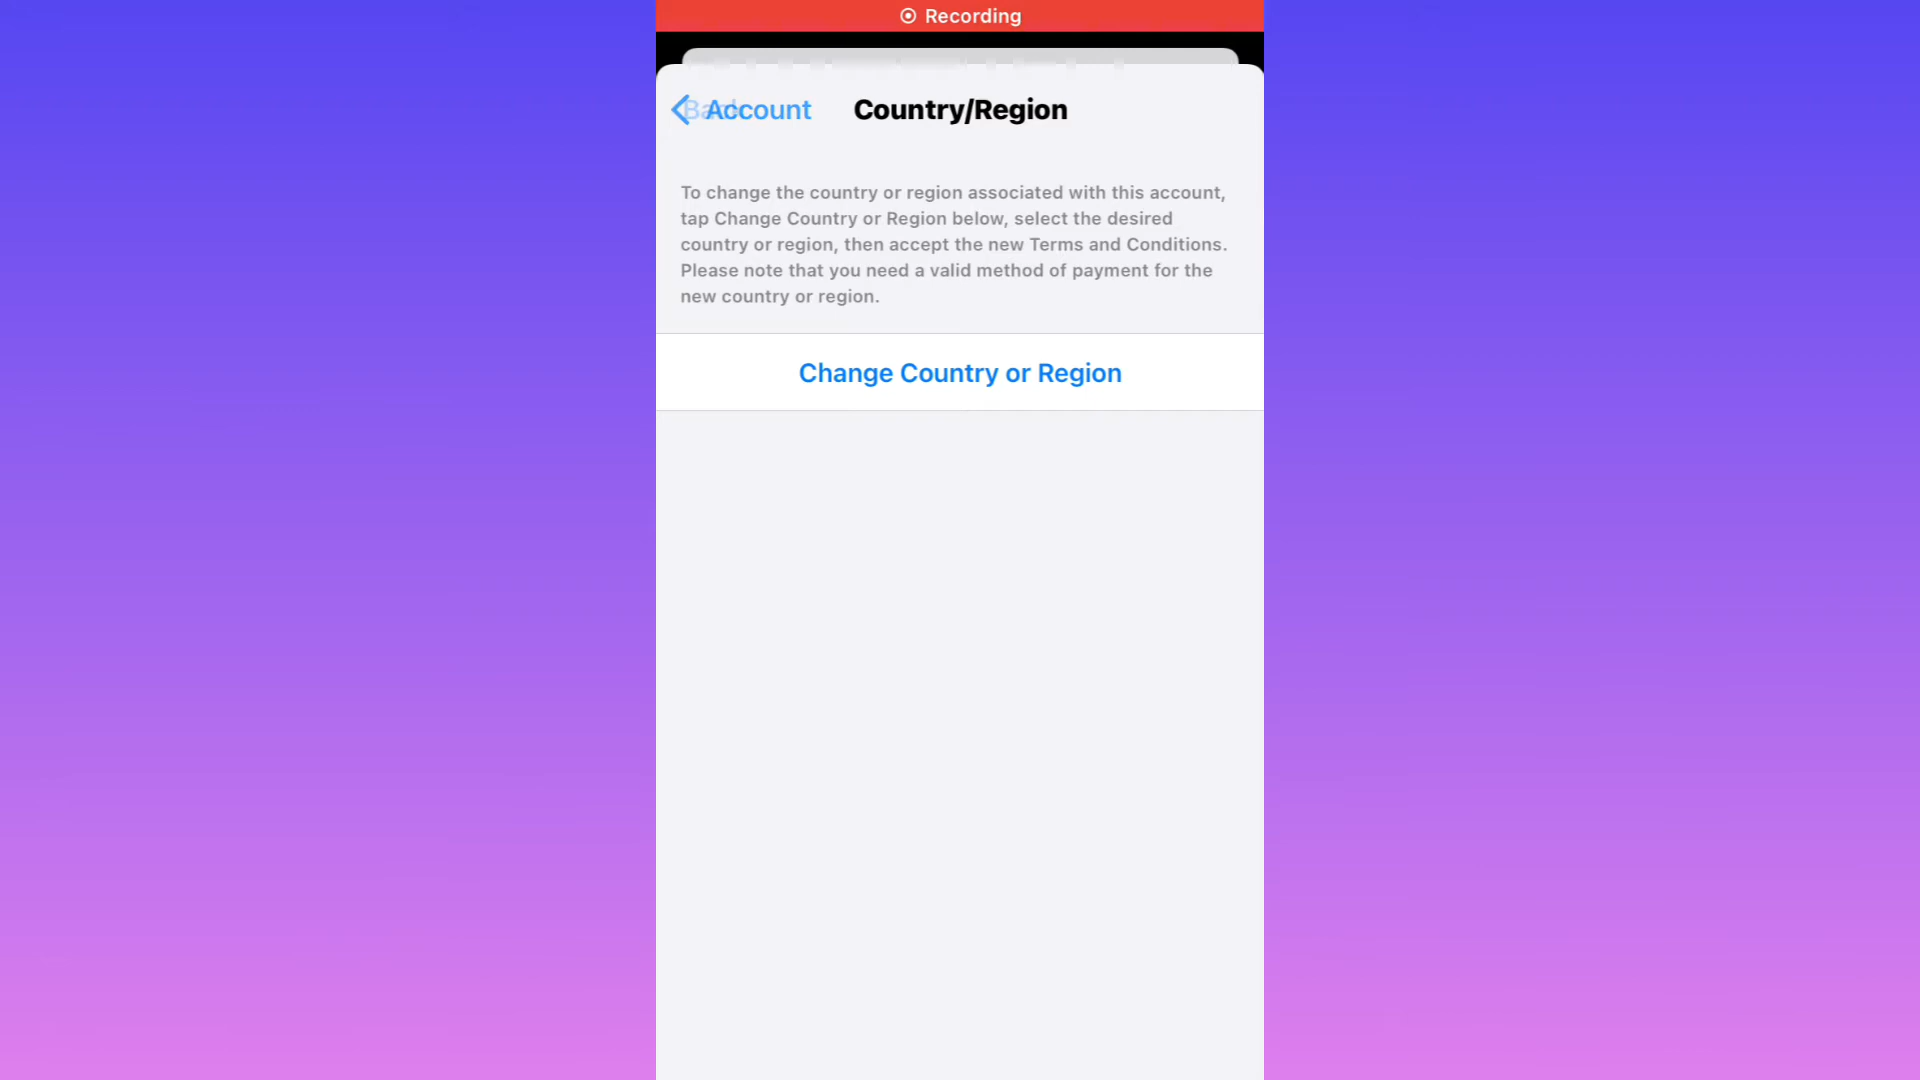 Recording
Account
Country/Region
To change the country or region associated with this account,
tap Change Country or Region below, select the desired
country or region, then accept the new Terms and Conditions.
Please note that you need a valid method of payment for the
new country or region.
Change Country or Region